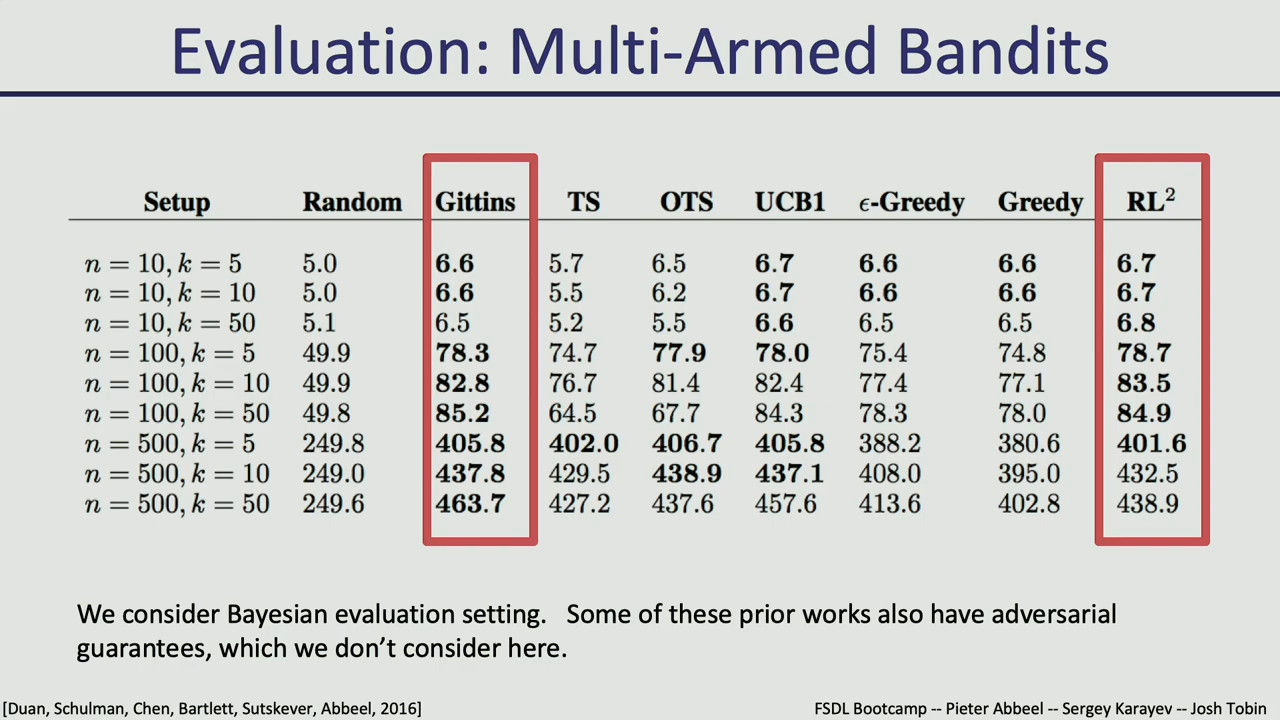 Evaluation: Multi-Armed Bandits
Setup Random Gittins TS OTS UCB1 ϵ-Greedy Greedy RL²
n = 10, k = 5 5.0 6.6 5.7 6.5 6.7 6.6 6.6 6.7
n = 10, k = 10 5.0 6.6 5.5 6.2 6.7 6.6 6.6 6.7
n = 10, k = 50 5.1 6.5 5.2 5.5 6.6 6.5 6.5 6.8
n = 100, k = 5 49.9 78.3 74.7 77.9 78.0 75.4 74.8 78.7
n = 100, k = 10 49.9 82.8 76.7 81.4 82.4 77.4 77.1 83.5
n = 100, k = 50 49.8 85.2 64.5 67.7 84.3 78.3 78.0 84.9
n = 500, k = 5 249.8 405.8 402.0 406.7 405.8 388.2 380.6 401.6
n = 500, k = 10 249.0 437.8 429.5 438.9 437.1 408.0 395.0 432.5
n = 500, k = 50 249.6 463.7 427.2 437.6 457.6 413.6 402.8 438.9
We consider Bayesian evaluation setting. Some of these prior works also have adversarial
guarantees, which we don’t consider here.
[Duan, Schulman, Chen, Bartlett, Sutskever, Abbeel, 2016]
FSDL Bootcamp -- Pieter Abbeel -- Sergey Karayev -- Josh Tobin